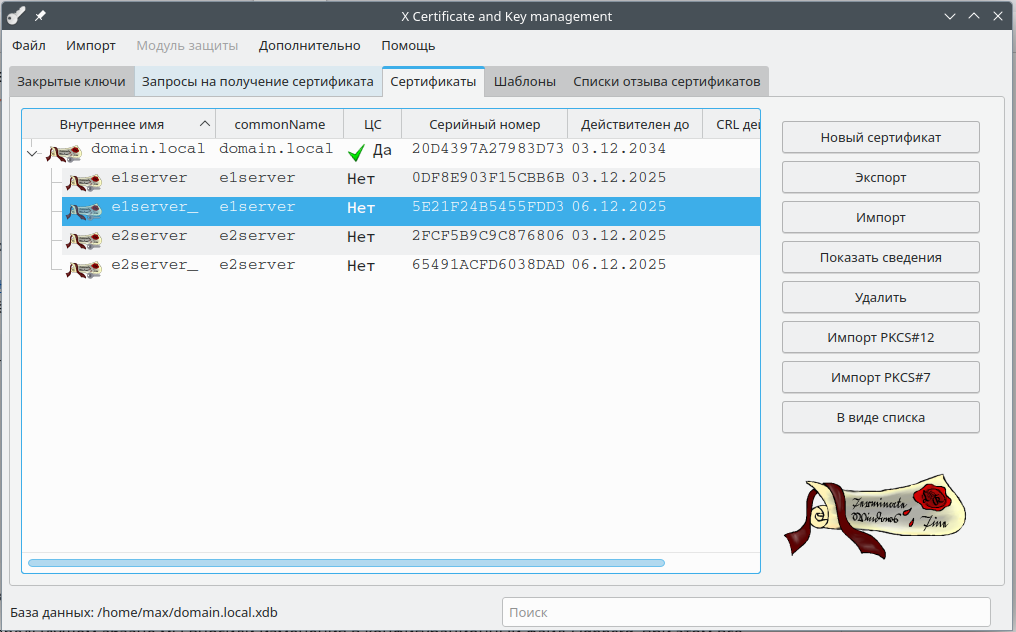 X Certificate and Key management
Файл Импорт Модуль защиты Дополнительно Помощь
Закрытые ключи Запросы на получение сертификата Сертификаты Шаблоны Списки отзыва сертификатов
Внутреннее имя commonName ЦС Серийный номер Действителен до CRL
domain.local domain.local Да 20D4397A27983D73 03.12.2034
e1server e1server Нет 0DF8E903F15CBB6B 03.12.2025
e1server_ e1server Нет 5E21F24B5455FDD3 06.12.2025
e2server e2server Нет 2FCF5B9C9C876806 03.12.2025
e2server_ e2server Нет 65491ACFD6038DAD 06.12.2025
Новый сертификат
Экспорт
Импорт
Показать сведения
Удалить
Импорт PKCS#12
Импорт PKCS#7
В виде списка
Terminate
Windows
Time
База данных: /home/max/domain.local.xdb Поиск